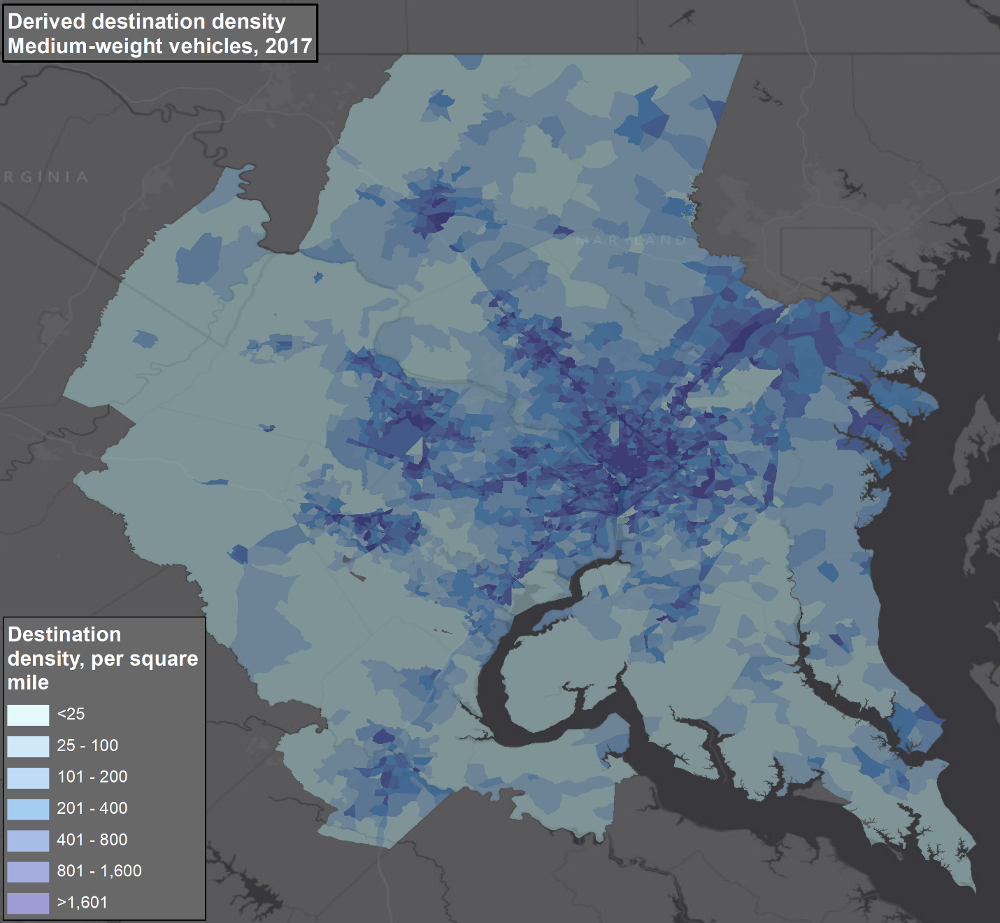 Derived destination density
Medium-weight vehicles, 2017
RGINIA
MARYLAND
Destination
density, per square
mile
<25
25 - 100
101 - 200
201 - 400
401 - 800
801 - 1,600
>1,601